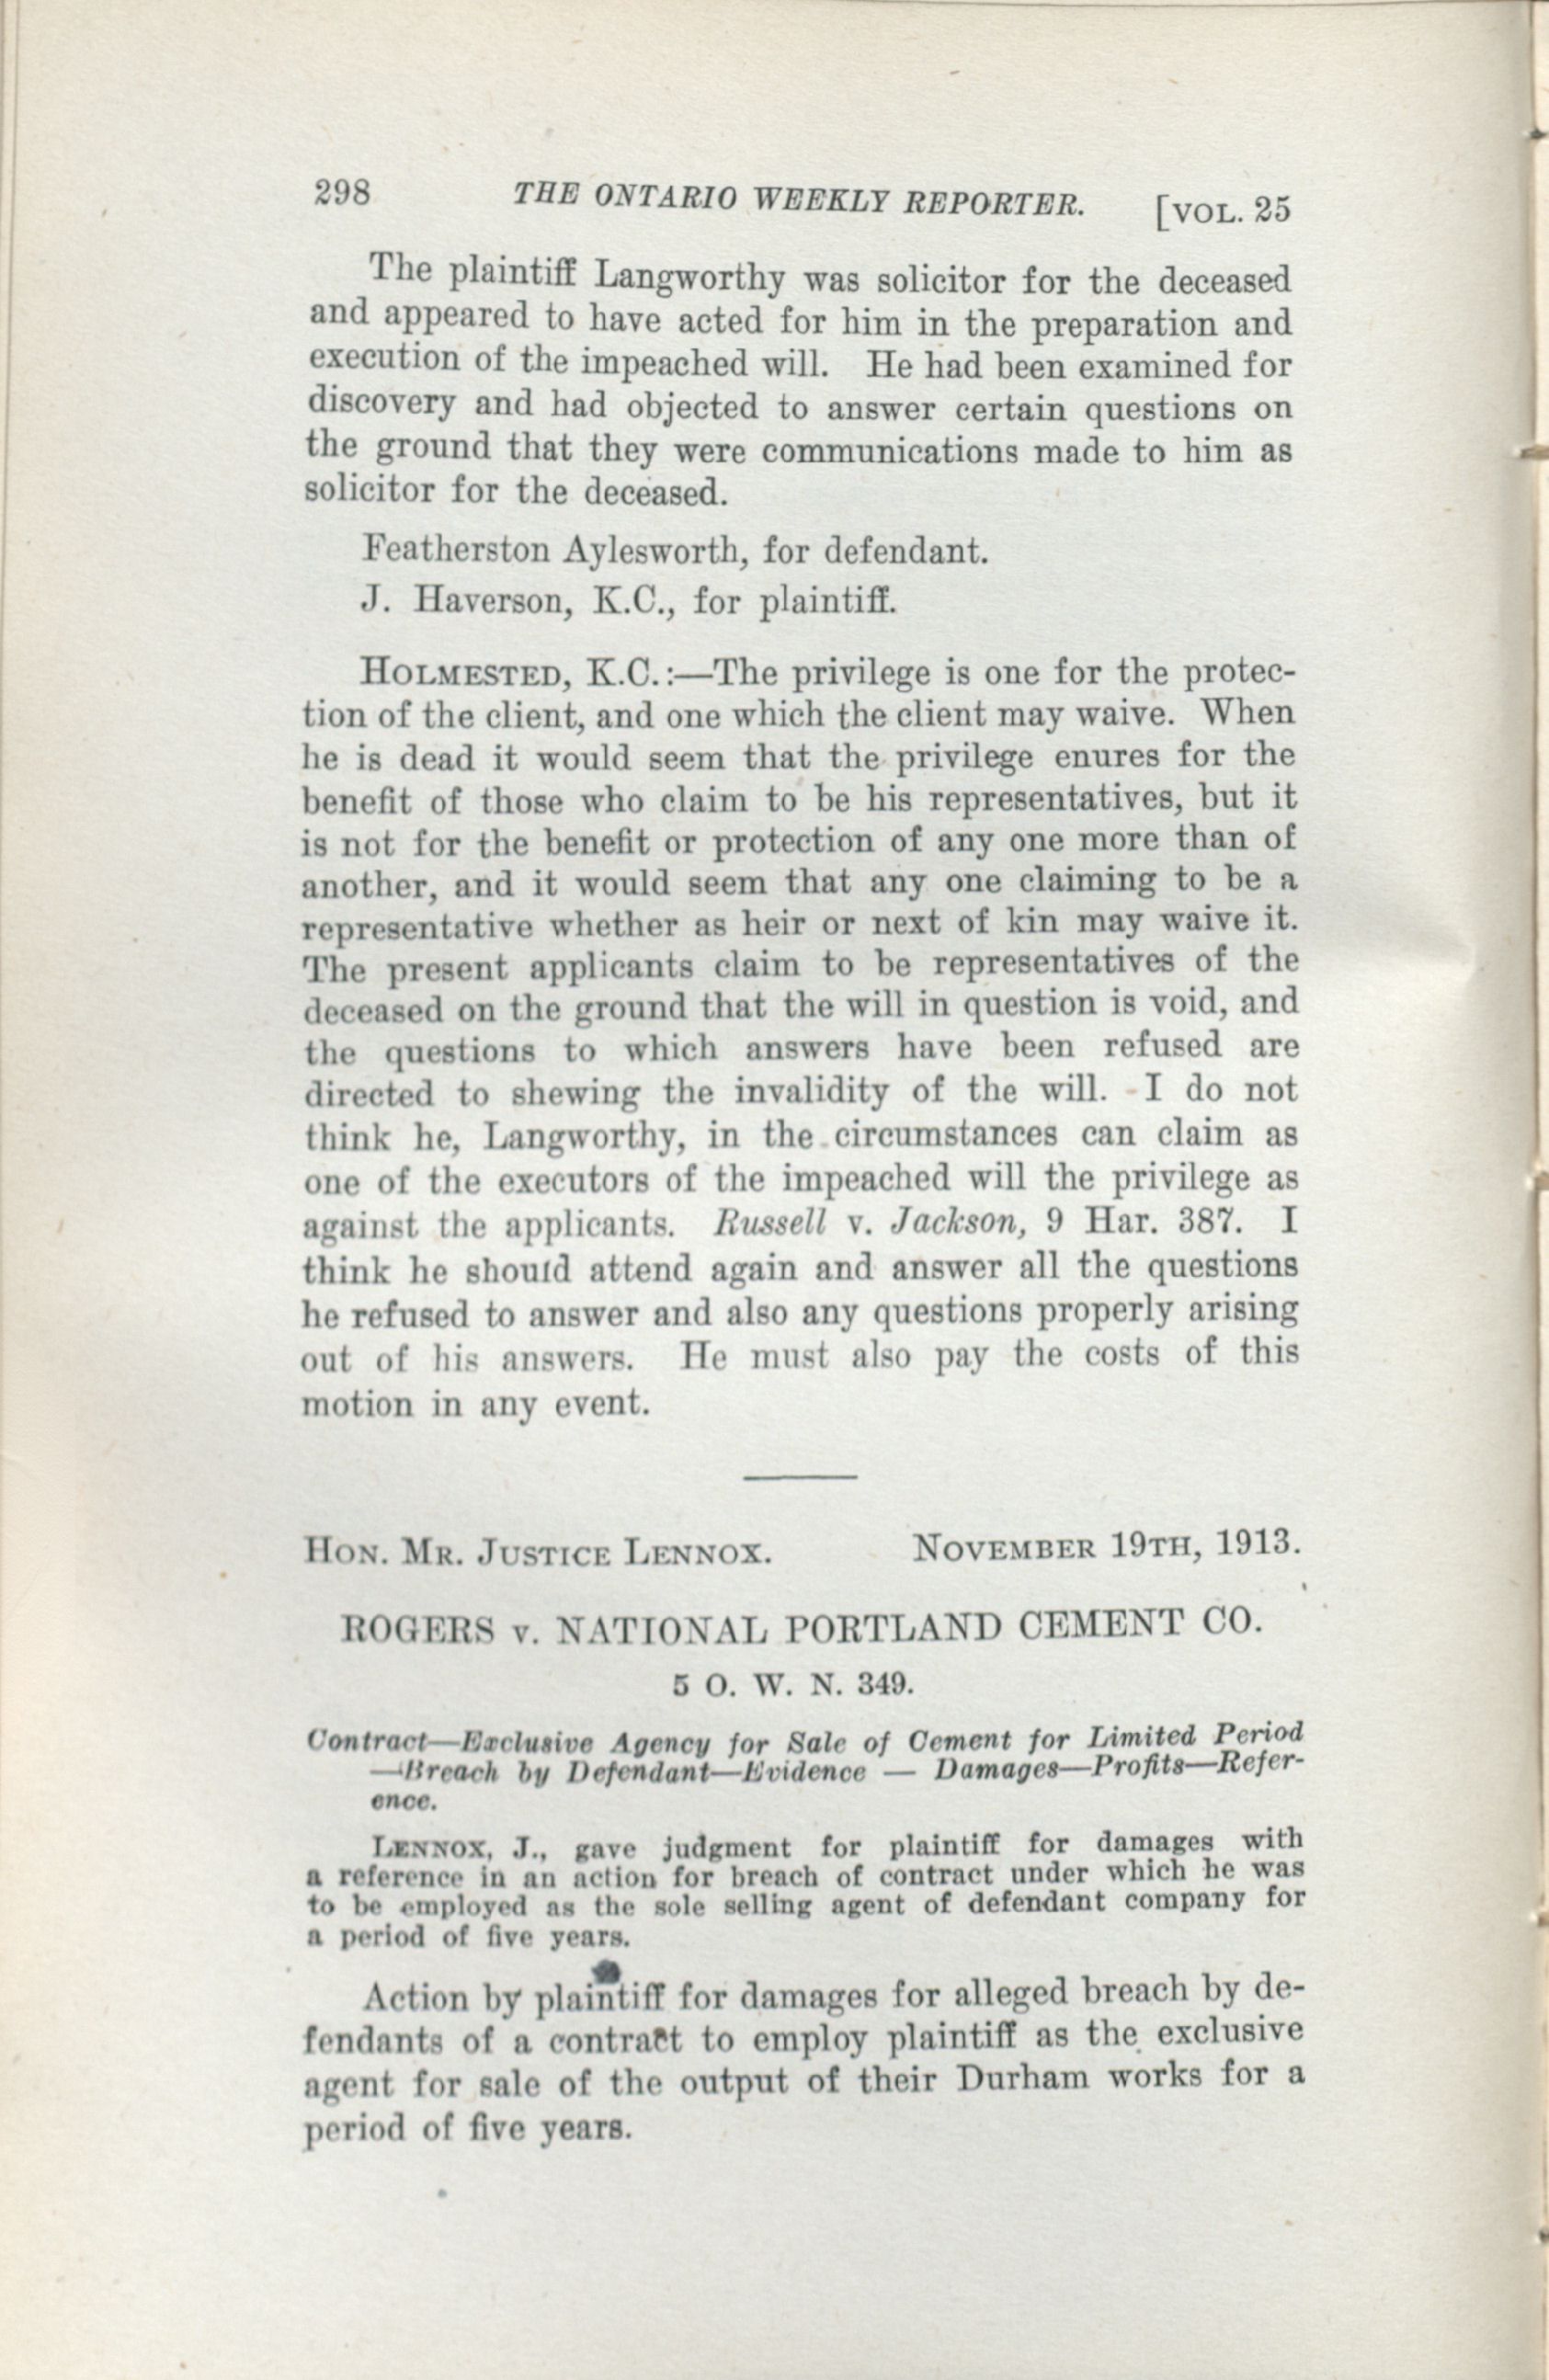 298 THE ONTARIO WEEKLY REPORTER. [VOL. 25
The plaintiff Langworthy was solicitor for the deceased
and appeared to have acted for him in the preparation and
execution of the impeached will. He had been examined for
discovery and had objected to answer certain questions on
the ground that they were communications made to him as
solicitor for the deceased.
Featherston Aylesworth, for defendant.
J. Haverson, K.C., for plaintiff.
HOLMESTED, K.C.:—The privilege is one for the protec-
tion of the client, and one which the client may waive. When
he is dead it would seem that the privilege enures for the
benefit of those who claim to be his representatives, but it
is not for the benefit or protection of any one more than of
another, and it would seem that any one claiming to be a
representative whether as heir or next of kin may waive it.
The present applicants claim to be representatives of the
deceased on the ground that the will in question is void, and
the questions to which answers have been refused are
directed to shewing the invalidity of the will. I do not
think he, Langworthy, in the circumstances can claim as
one of the executors of the impeached will the privilege as
against the applicants. Russell v. Jackson, 9 Har. 387. I
think he should attend again and answer all the questions
he refused to answer and also any questions properly arising
out of his answers. He must also pay the costs of this
motion in any event.
HON. MR. JUSTICE LENNOX. NOVEMBER 19TH, 1913.
ROGERS v. NATIONAL PORTLAND CEMENT CO.
5 O. W. N. 349.
Contract—Exclusive Agency for Sale of Cement for Limited Period
—Breach by Defendant—Evidence — Damages—Profits—Refer-
ence.
LENNOX, J., gave judgment for plaintiff for damages with
a reference in an action for breach of contract under which he was
to be employed as the sole selling agent of defendant company for
a period of five years.
Action by plaintiff for damages for alleged breach by de-
fendants of a contract to employ plaintiff as the exclusive
agent for sale of the output of their Durham works for a
period of five years.